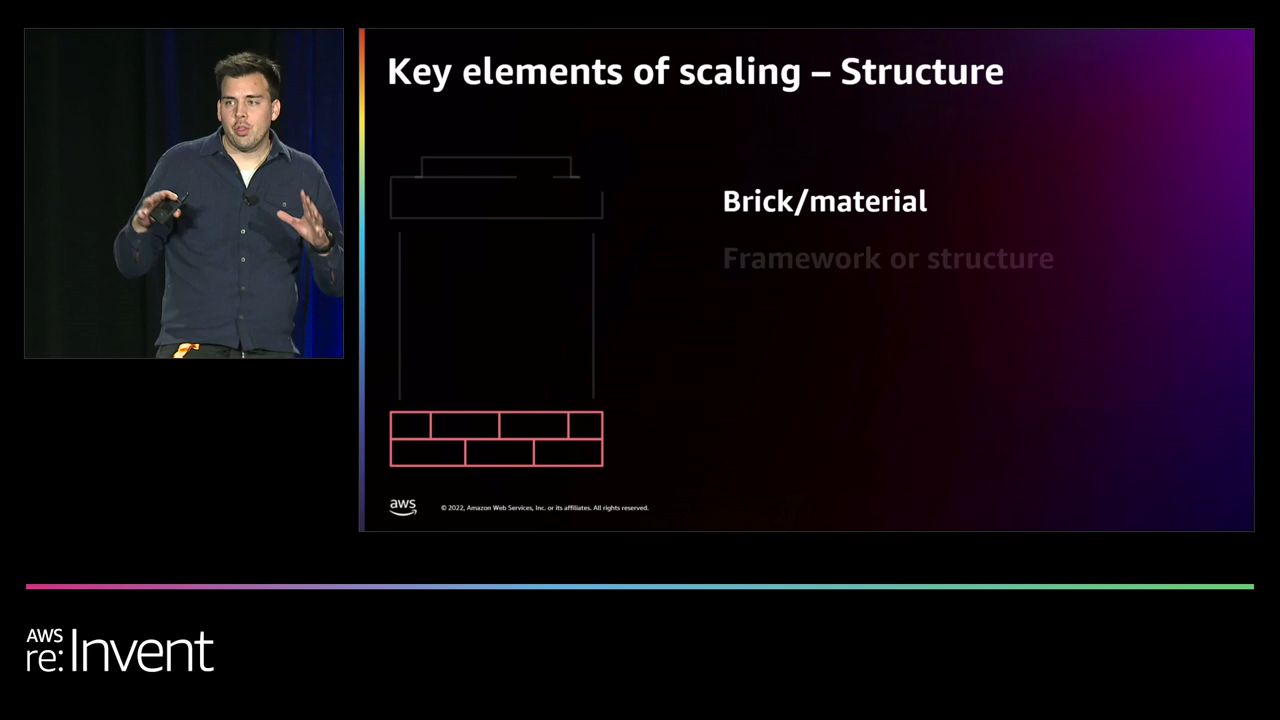 Key elements of scaling – Structure
Brick/material
Framework or structure
aws
© 2022, Amazon Web Services, Inc. or its affiliates. All rights reserved.
AWS
re:Invent